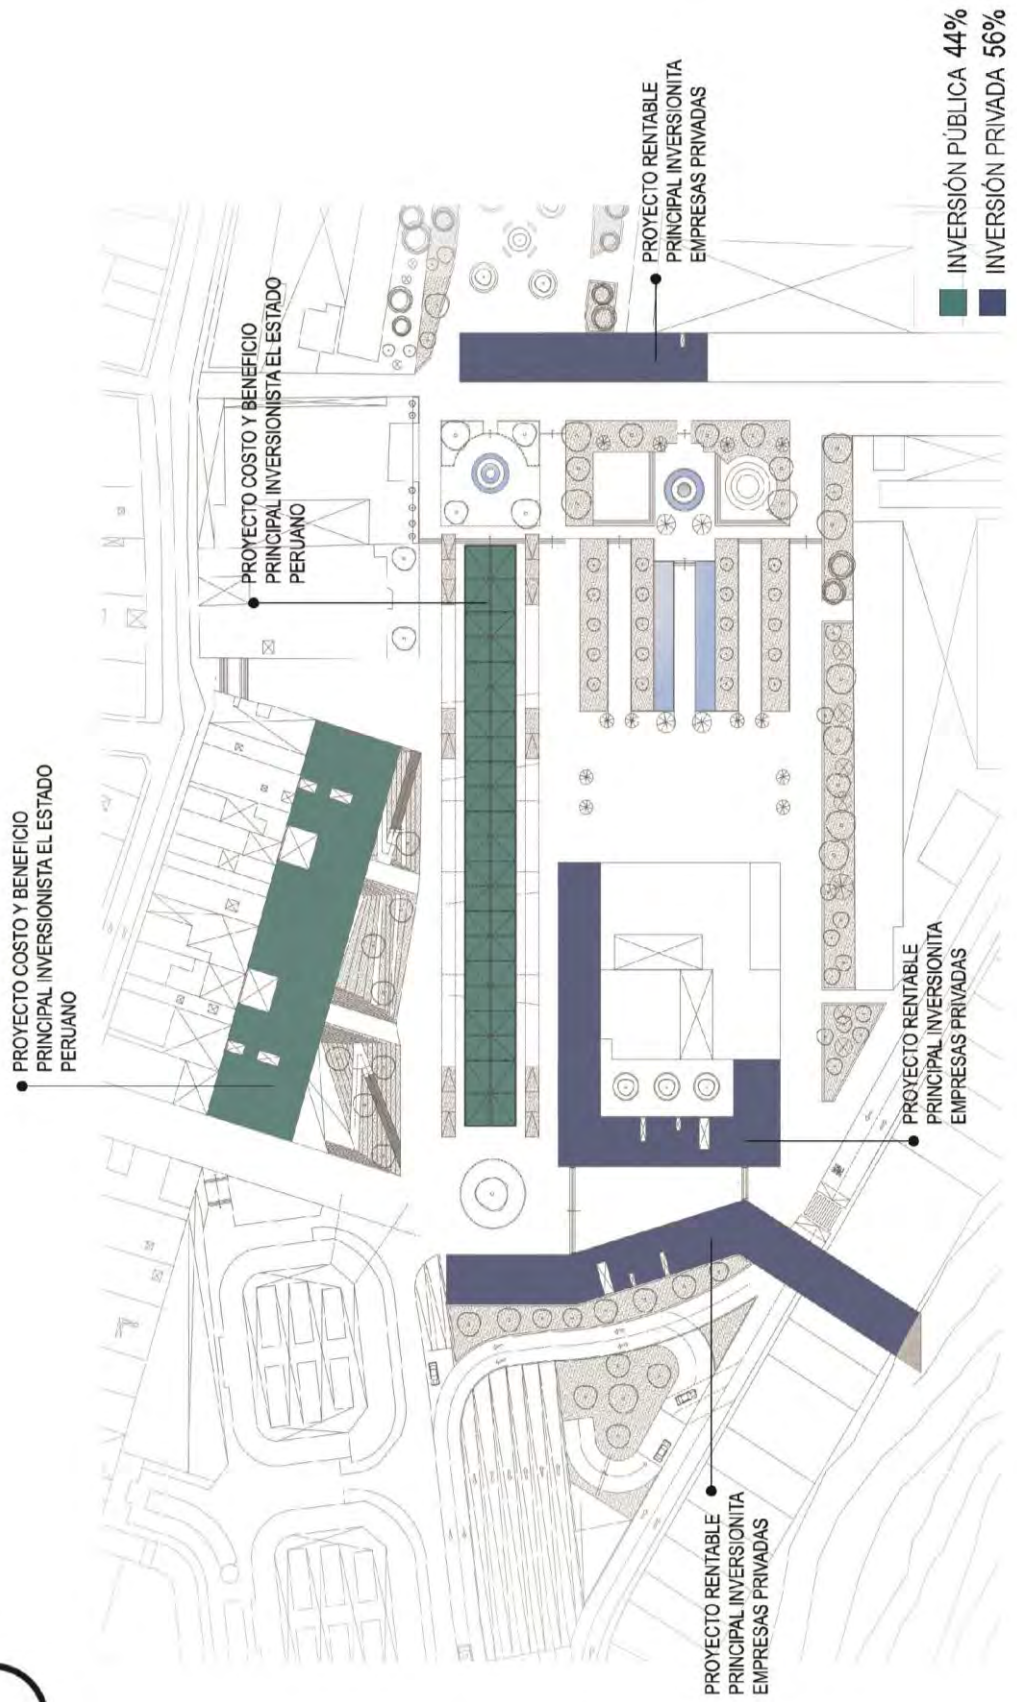 PROYECTO COSTO Y BENEFICIO
PRINCIPAL INVERSIONISTA EL ESTADO
PERUANO
PROYECTO COSTO Y BENEFICIO
PRINCIPAL INVERSIONISTA EL ESTADO
PERUANO
PROYECTO RENTABLE
PRINCIPAL INVERSIONITA
EMPRESAS PRIVADAS
PROYECTO RENTABLE
PRINCIPAL INVERSIONITA
EMPRESAS PRIVADAS
PROYECTO RENTABLE
PRINCIPAL INVERSIONITA
EMPRESAS PRIVADAS
INVERSIÓN PÚBLICA 44%
INVERSIÓN PRIVADA 56%